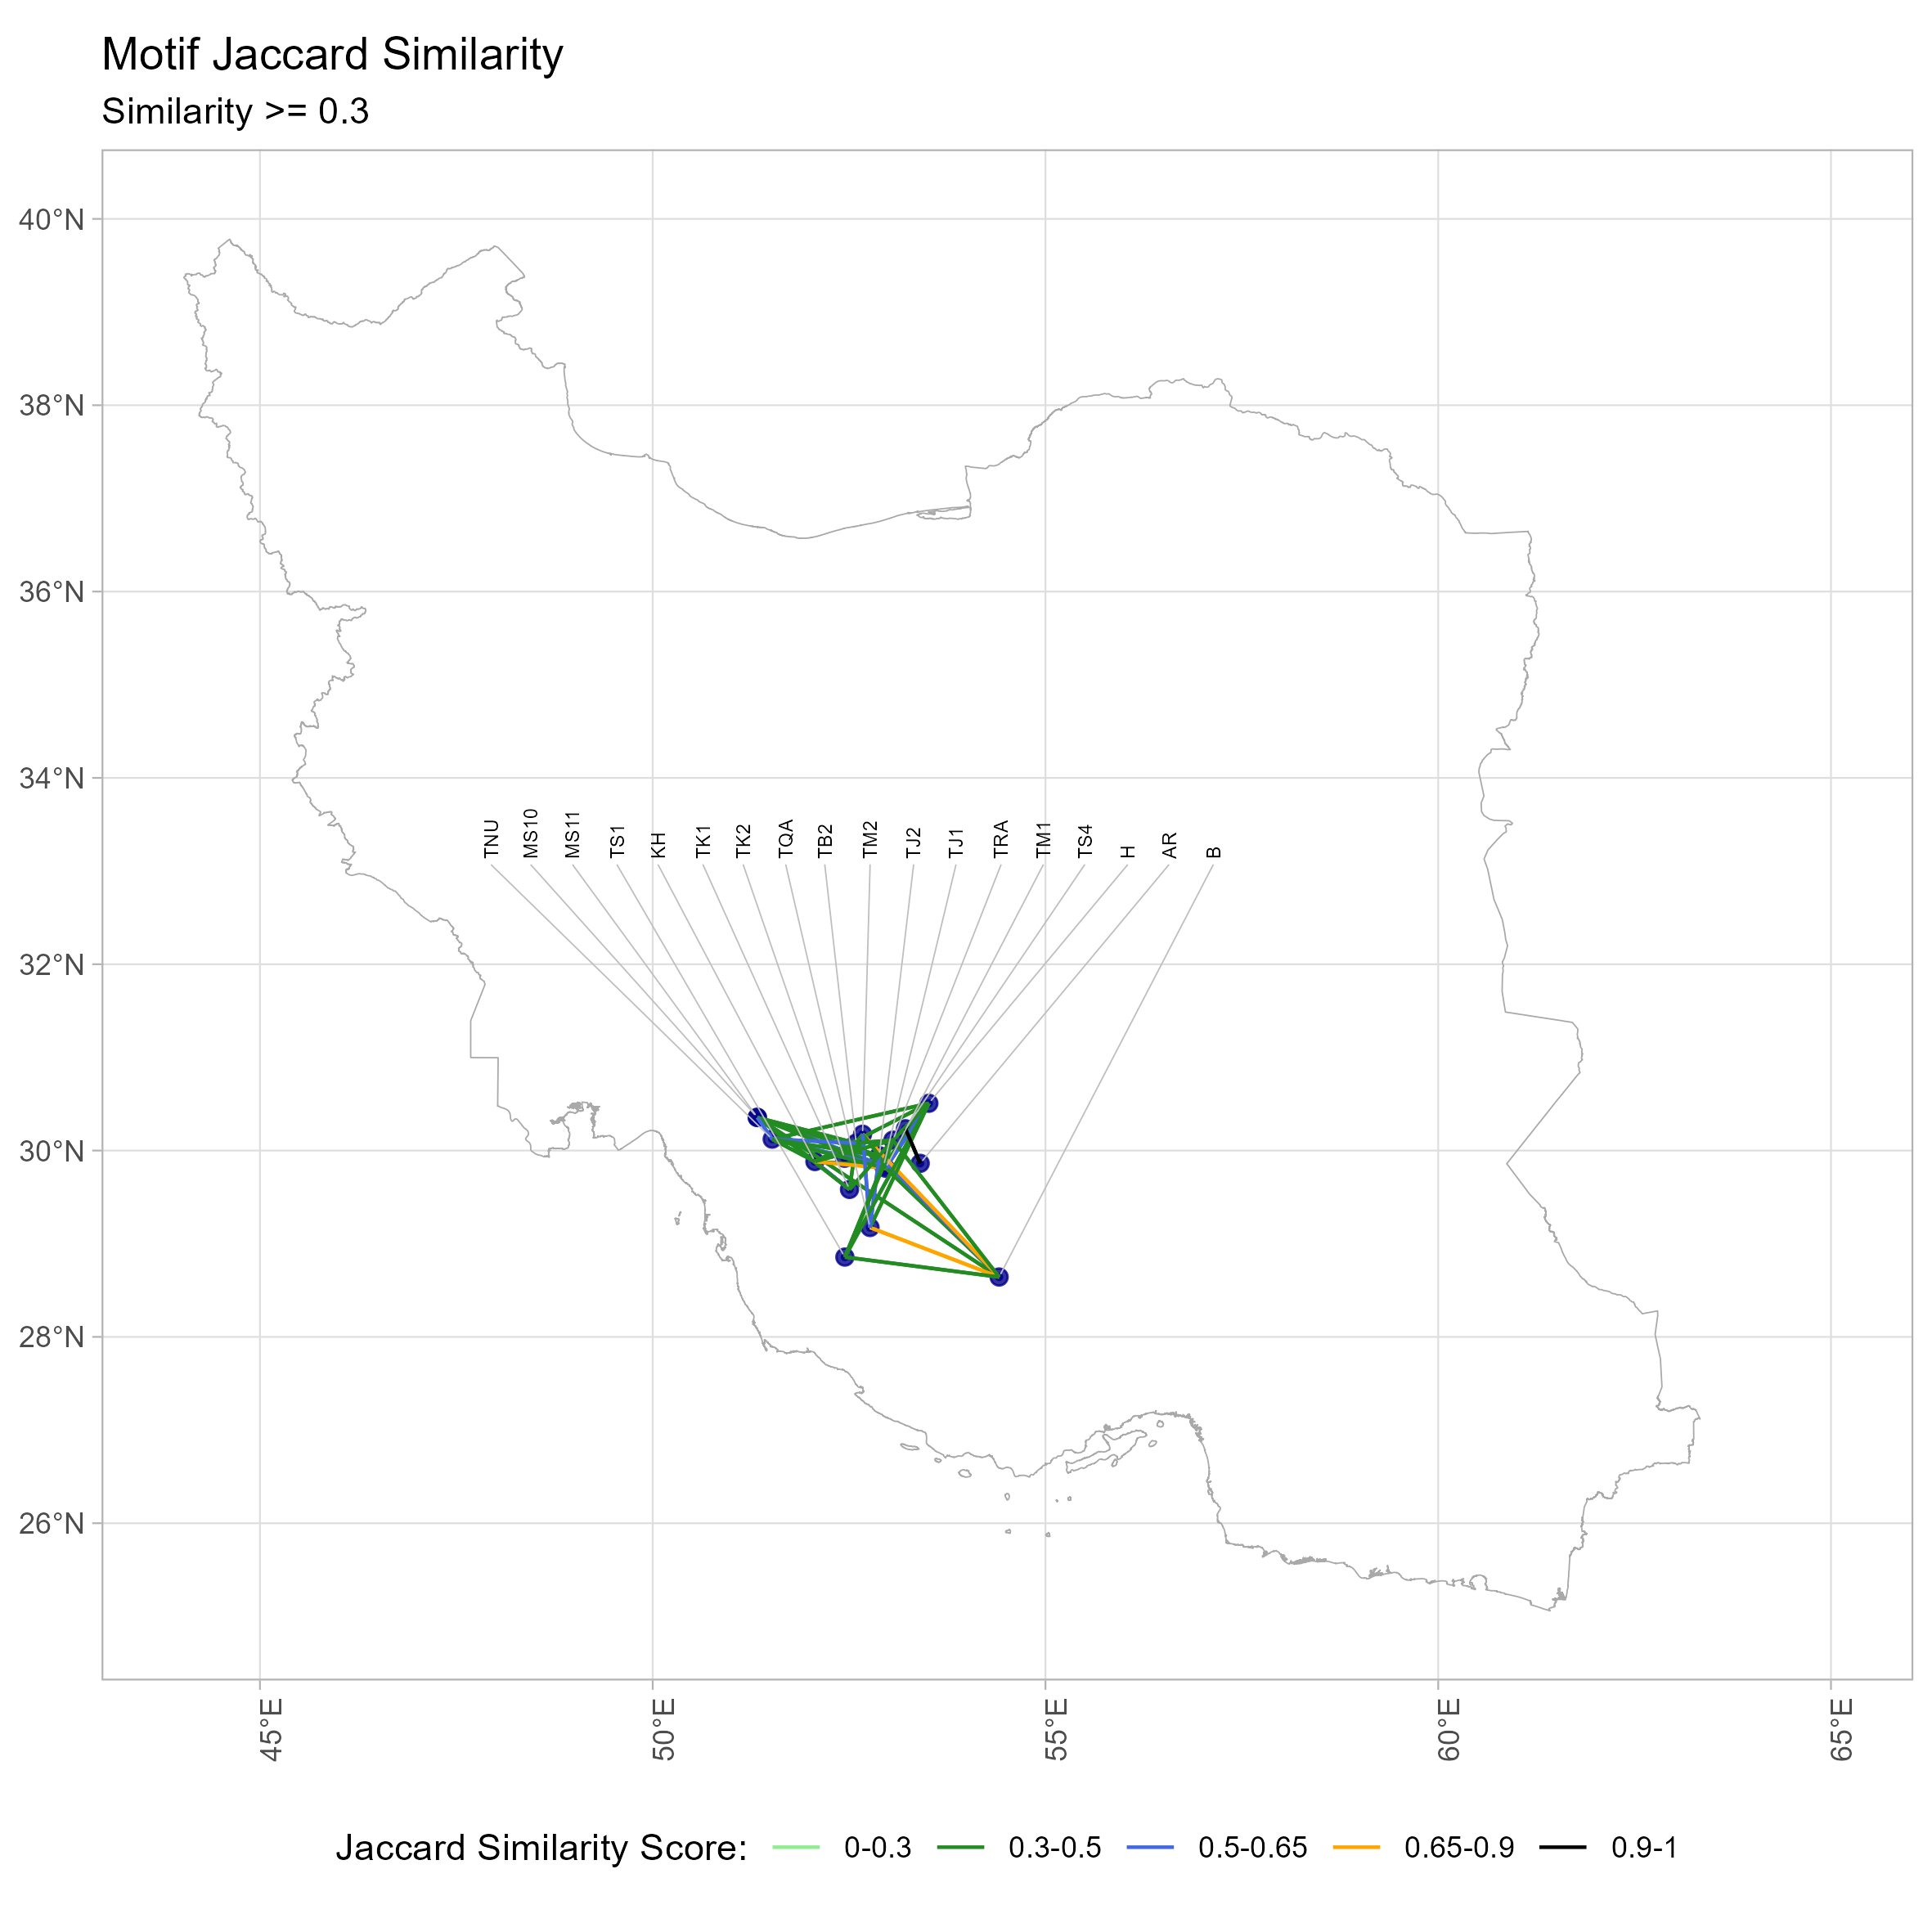 Motif Jaccard Similarity
Similarity >= 0.3
40°N
38°N
36°N
34°N
32°N
30°N
28°N
26°N
TNU
MS10
MS11
TS1
KH
TK1
TK2
TQA
TB2
TM2
TJ2
TJ1
TRA
TM1
TS4
H
AR
B
45°E
50°E
55°E
60°E
65°E
Jaccard Similarity Score: 0-0.3 0.3-0.5 0.5-0.65 0.65-0.9 0.9-1